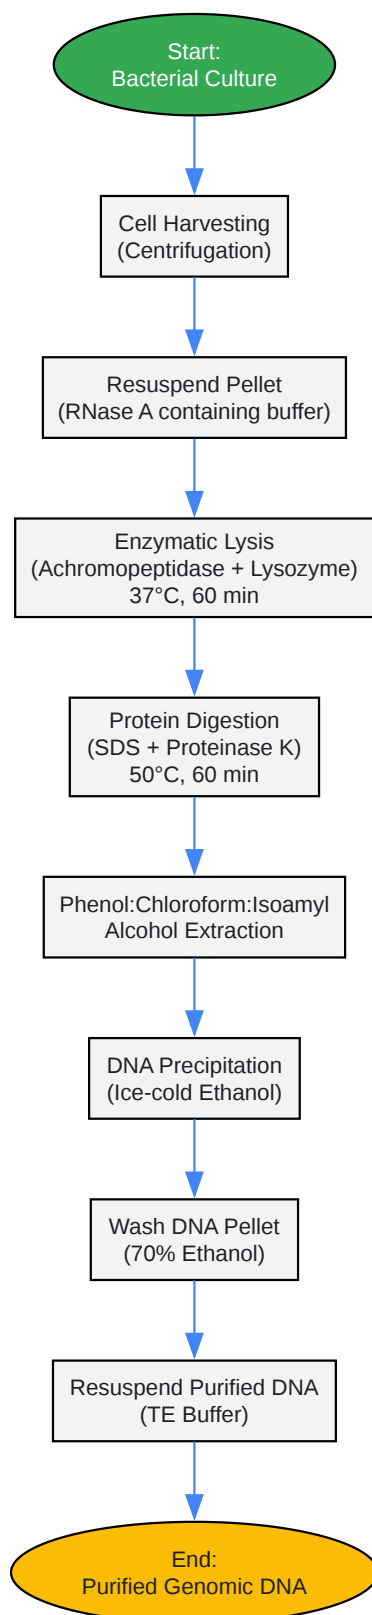 Start:
Bacterial Culture
Cell Harvesting
(Centrifugation)
Resuspend Pellet
(RNase A containing buffer)
Enzymatic Lysis
(Achromopeptidase + Lysozyme)
37°C, 60 min
Protein Digestion
(SDS + Proteinase K)
50°C, 60 min
Phenol:Chloroform:Isoamyl
Alcohol Extraction
DNA Precipitation
(Ice-cold Ethanol)
Wash DNA Pellet
(70% Ethanol)
Resuspend Purified DNA
(TE Buffer)
End:
Purified Genomic DNA